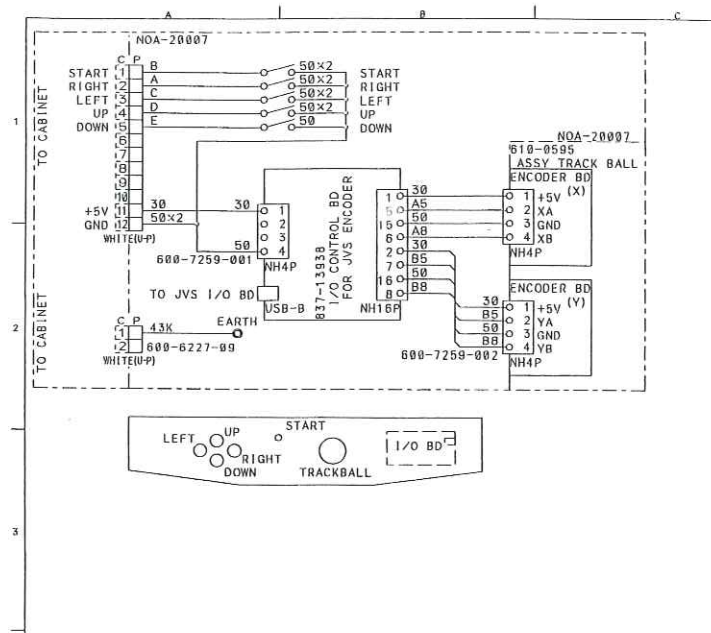 A B C
NOA-20007
C P
START 1 B 50×2 START
RIGHT 2 A 50×2 RIGHT
LEFT 3 C 50×2 LEFT
UP 4 D 50×2 UP
DOWN 5 E 50 DOWN
6
7
8
9
10
+5V 11 30 30
GND 12 50×2 50
WHITE(U-P)
TO CABINET
600-7259-001
1
2
3
4
NH4P
837-13938
I/O CONTROL BD
FOR JVS ENCODER
TO JVS I/O BD
USB-B
1 30
5 A5
15 50
6 A8
2 30
7 B5
16 50
8 B8
NH16P
NOA-20007
610-0595
ASSY TRACK BALL
ENCODER BD
(X)
1 +5V
2 XA
3 GND
4 XB
NH4P
ENCODER BD
(Y)
30 1 +5V
B5 2 YA
50 3 GND
B8 4 YB
NH4P
600-7259-002
TO CABINET
C P
1 43K EARTH
2 600-6227-09
WHITE(U-P)
START
LEFT UP
RIGHT
DOWN
TRACKBALL
I/O BD
1
2
3